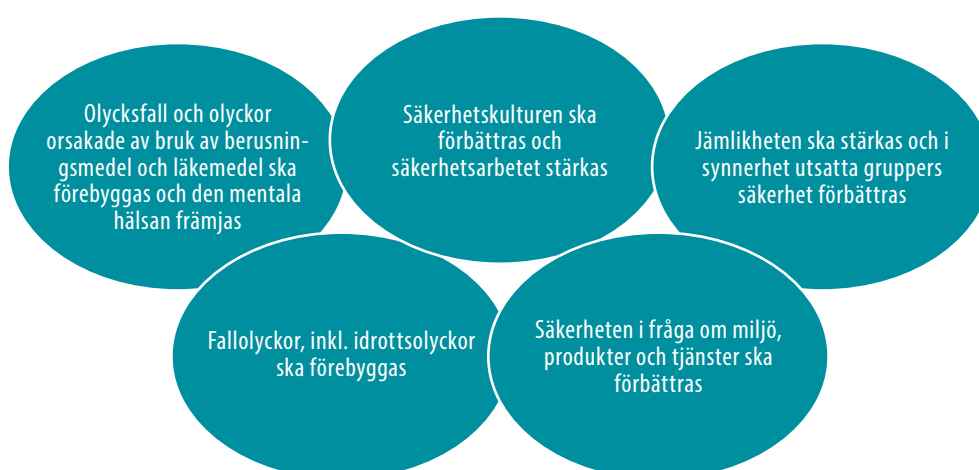 Olycksfall och olyckor
orsakade av bruk av berusnin-
gsmedel och läkemedel ska
förebyggas och den mentala
hälsan främjas
Säkerhetskulturen ska
förbättras och
säkerhetsarbetet stärkas
Jämlikheten ska stärkas och i
synnerhet utsatta gruppers
säkerhet förbättras
Fallolyckor, inkl. idrottsolyckor
ska förebyggas
Säkerheten i fråga om miljö,
produkter och tjänster ska
förbättras